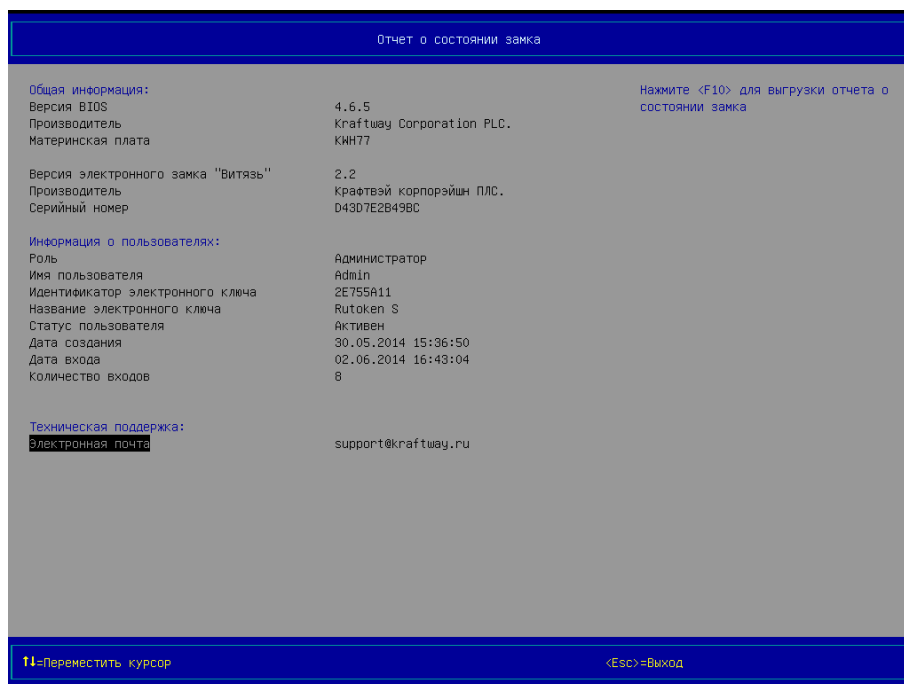 Отчет о состоянии замка
Общая информация:
Версия BIOS 4.6.5
Производитель Kraftway Corporation PLC.
Материнская плата KWH77
Версия электронного замка "Витязь" 2.2
Производитель Крафтвэй корпорэйшн ПЛС.
Серийный номер D43D7E2B49BC
Информация о пользователях:
Роль Администратор
Имя пользователя Admin
Идентификатор электронного ключа 2E755A11
Название электронного ключа Rutoken S
Статус пользователя Активен
Дата создания 30.05.2014 15:36:50
Дата входа 02.06.2014 16:43:04
Количество входов 8
Техническая поддержка:
Электронная почта support@kraftway.ru
Нажмите <F10> для выгрузки отчета о
состоянии замка
↑↓=Переместить курсор <Esc>=Выход